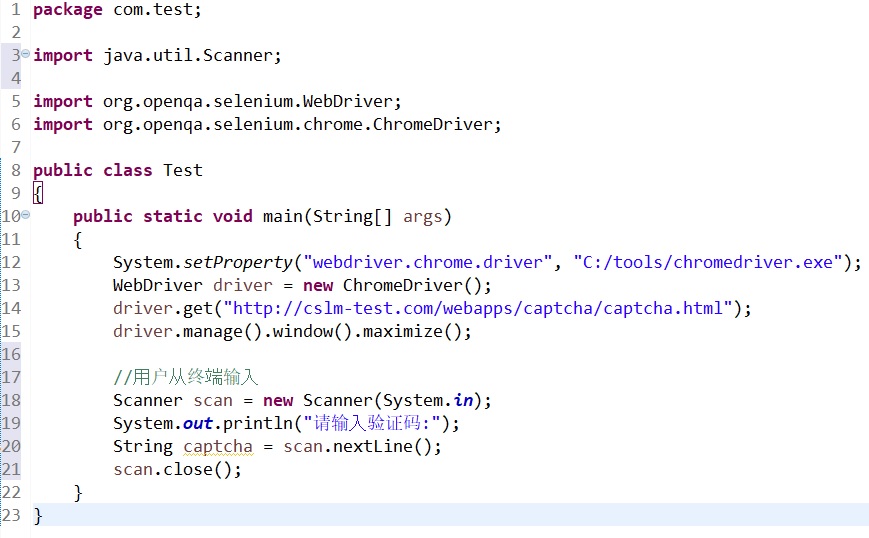 1 package com.test;
2
3 import java.util.Scanner;
4
5 import org.openqa.selenium.WebDriver;
6 import org.openqa.selenium.chrome.ChromeDriver;
7
8 public class Test
9 {
10 public static void main(String[] args)
11 {
12 System.setProperty("webdriver.chrome.driver", "C:/tools/chromedriver.exe");
13 WebDriver driver = new ChromeDriver();
14 driver.get("http://cslm-test.com/webapps/captcha/captcha.html");
15 driver.manage().window().maximize();
16
17 //用户从终端输入
18 Scanner scan = new Scanner(System.in);
19 System.out.println("请输入验证码:");
20 String captcha = scan.nextLine();
21 scan.close();
22 }
23 }